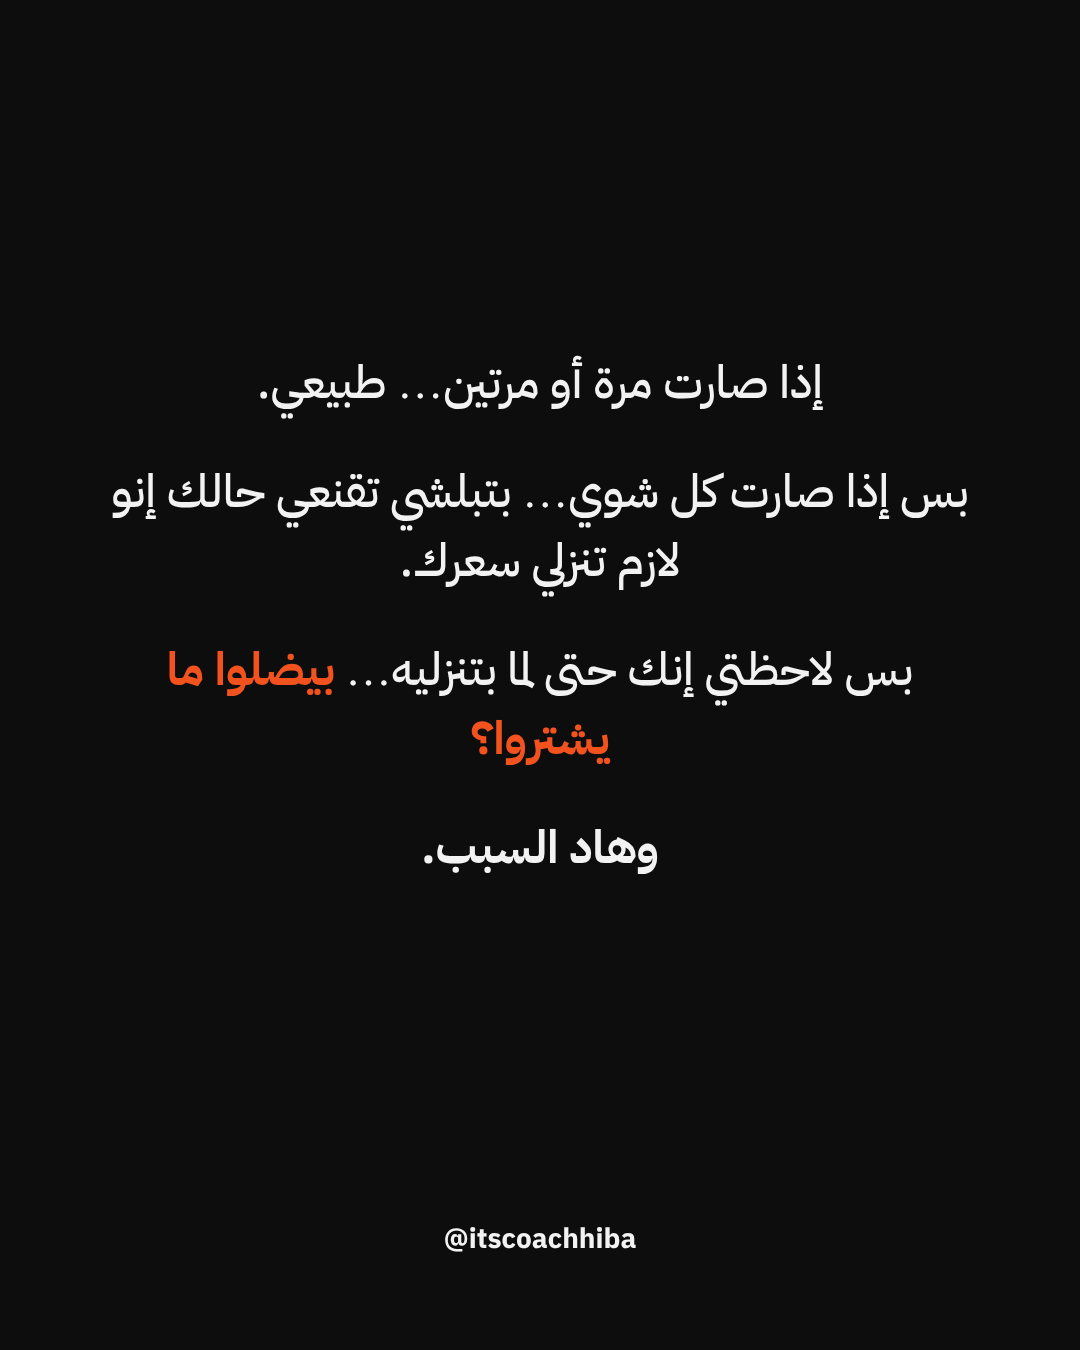 إذا صارت مرة أو مرتين... طبيعي.
بس إذا صارت كل شوي... بتبلشي تقنعي حالك إنو
لازم تنزلي سعرك.
بس لاحظتي إنك حتى لما بتنزليه... بيضلوا ما
يشتروا؟
وهاد السبب.
@itscoachhiba